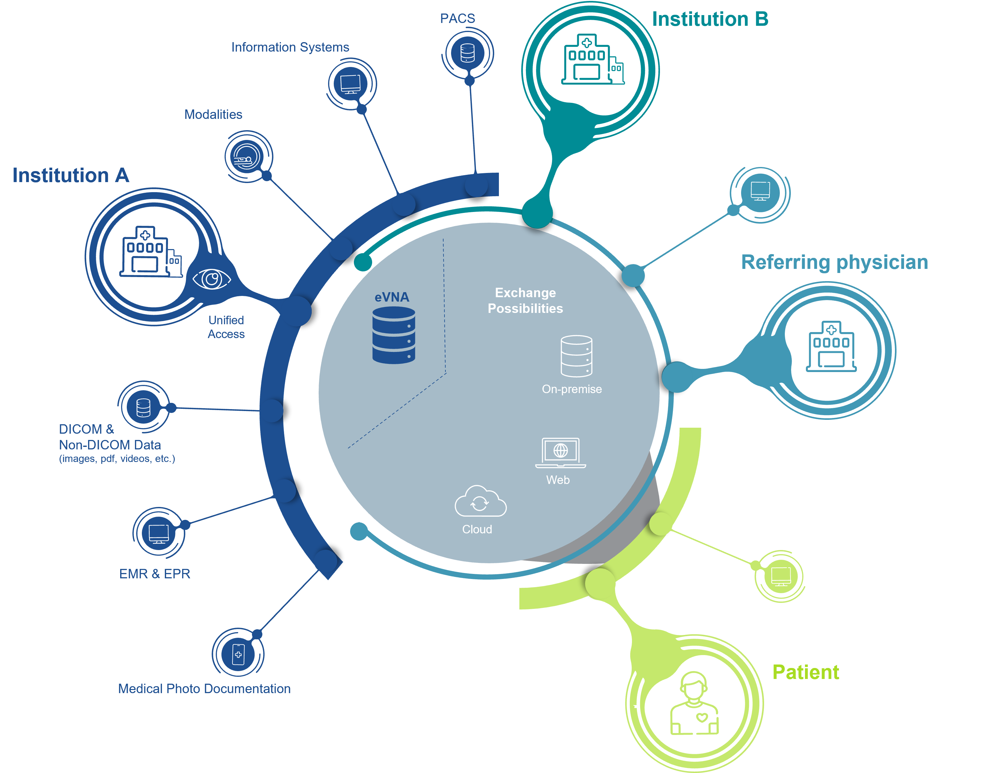 PACS
Institution B
Information Systems
Modalities
Institution A
Unified
Access
eVNA
Exchange
Possibilities
Referring physician
On-premise
DICOM &
Non-DICOM Data
(images, pdf, videos, etc.)
Web
Cloud
EMR & EPR
Medical Photo Documentation
Patient